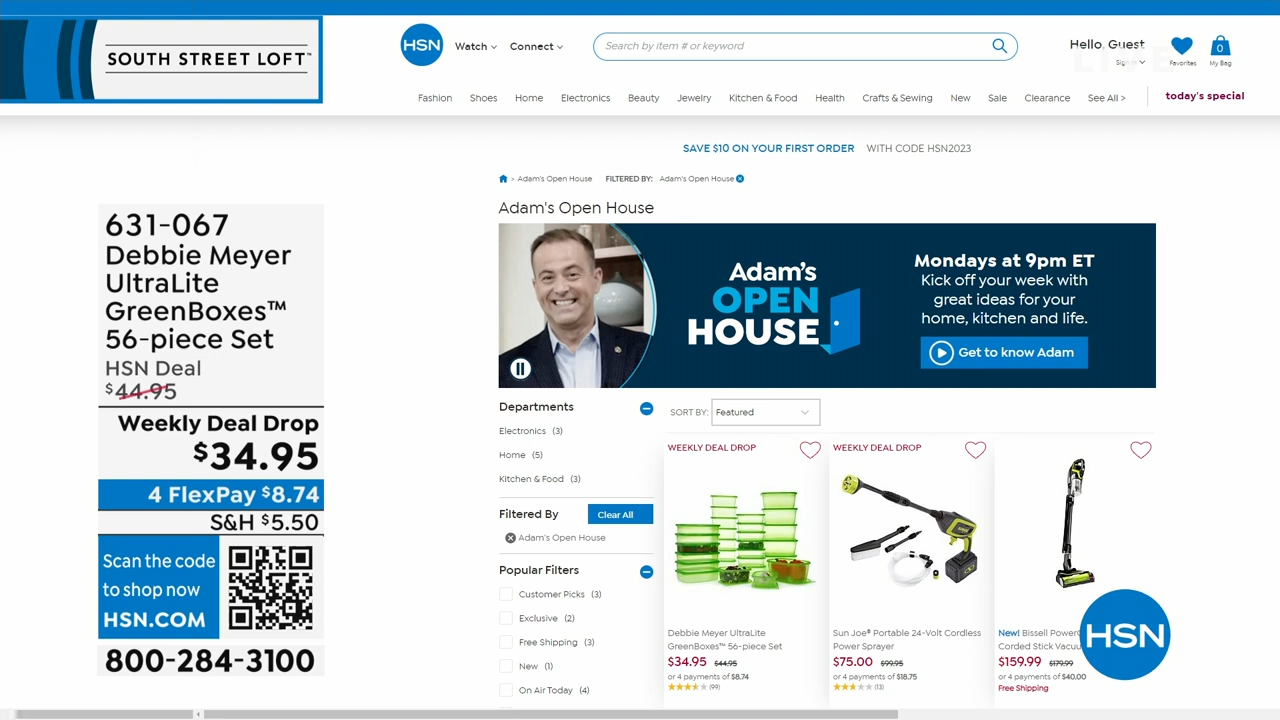 SOUTH STREET LOFT™
HSN
Watch
Connect
Search by item # or keyword
Hello, Guest
Favorites
0
My Bag
Fashion
Shoes
Home
Electronics
Beauty
Jewelry
Kitchen & Food
Health
Crafts & Sewing
New
Sale
Clearance
See All >
today's special
SAVE $10 ON YOUR FIRST ORDER WITH CODE HSN2023
> Adam's Open House FILTERED BY: Adam's Open House
Adam's Open House
Adam's
OPEN
HOUSE
Mondays at 9pm ET
Kick off your week with
great ideas for your
home, kitchen and life.
Get to know Adam
631-067
Debbie Meyer
UltraLite
GreenBoxes™
56-piece Set
HSN Deal
$44.95
Weekly Deal Drop
$34.95
4 FlexPay $8.74
S&H $5.50
Scan the code
to shop now
HSN.COM
800-284-3100
Departments
Electronics (3)
Home (5)
Kitchen & Food (3)
Filtered By
Clear All
Adam's Open House
Popular Filters
Customer Picks (3)
Exclusive (2)
Free Shipping (3)
New (1)
On Air Today (4)
SORT BY: Featured
WEEKLY DEAL DROP
Debbie Meyer UltraLite
GreenBoxes™ 56-piece Set
$34.95 $44.95
or 4 payments of $8.74
(99)
WEEKLY DEAL DROP
Sun Joe® Portable 24-Volt Cordless
Power Sprayer
$75.00 $99.95
or 4 payments of $18.75
(13)
New! Bissell Power
Corded Stick Vacuu
$159.99 $179.99
or 4 payments of $40.00
Free Shipping
HSN